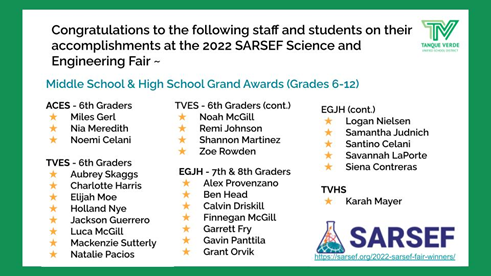 Congratulations to the following staff and students on their
accomplishments at the 2022 SARSEF Science and
Engineering Fair ~
TV
TANQUE VERDE
Middle School & High School Grand Awards (Grades 6-12)
ACES - 6th Graders
Miles Gerl
Nia Meredith
Noemi Celani
TVES - 6th Graders
Aubrey Skaggs
Charlotte Harris
Elijah Moe
Holland Nye
Jackson Guerrero
Luca McGill
Mackenzie Sutterly
Natalie Pacios
TVES - 6th Graders (cont.)
Noah McGill
Remi Johnson
Shannon Martinez
Zoe Rowden
EGJH - 7th & 8th Graders
Alex Provenzano
Ben Head
Calvin Driskill
Finnegan McGill
Garrett Fry
Gavin Panttila
Grant Orvik
EGJH (cont.)
Logan Nielsen
Samantha Judnich
Santino Celani
Savannah LaPorte
Siena Contreras
TVHS
Karah Mayer
SARSEF
https://sarsef.org/2022-sarsef-fair-winners/